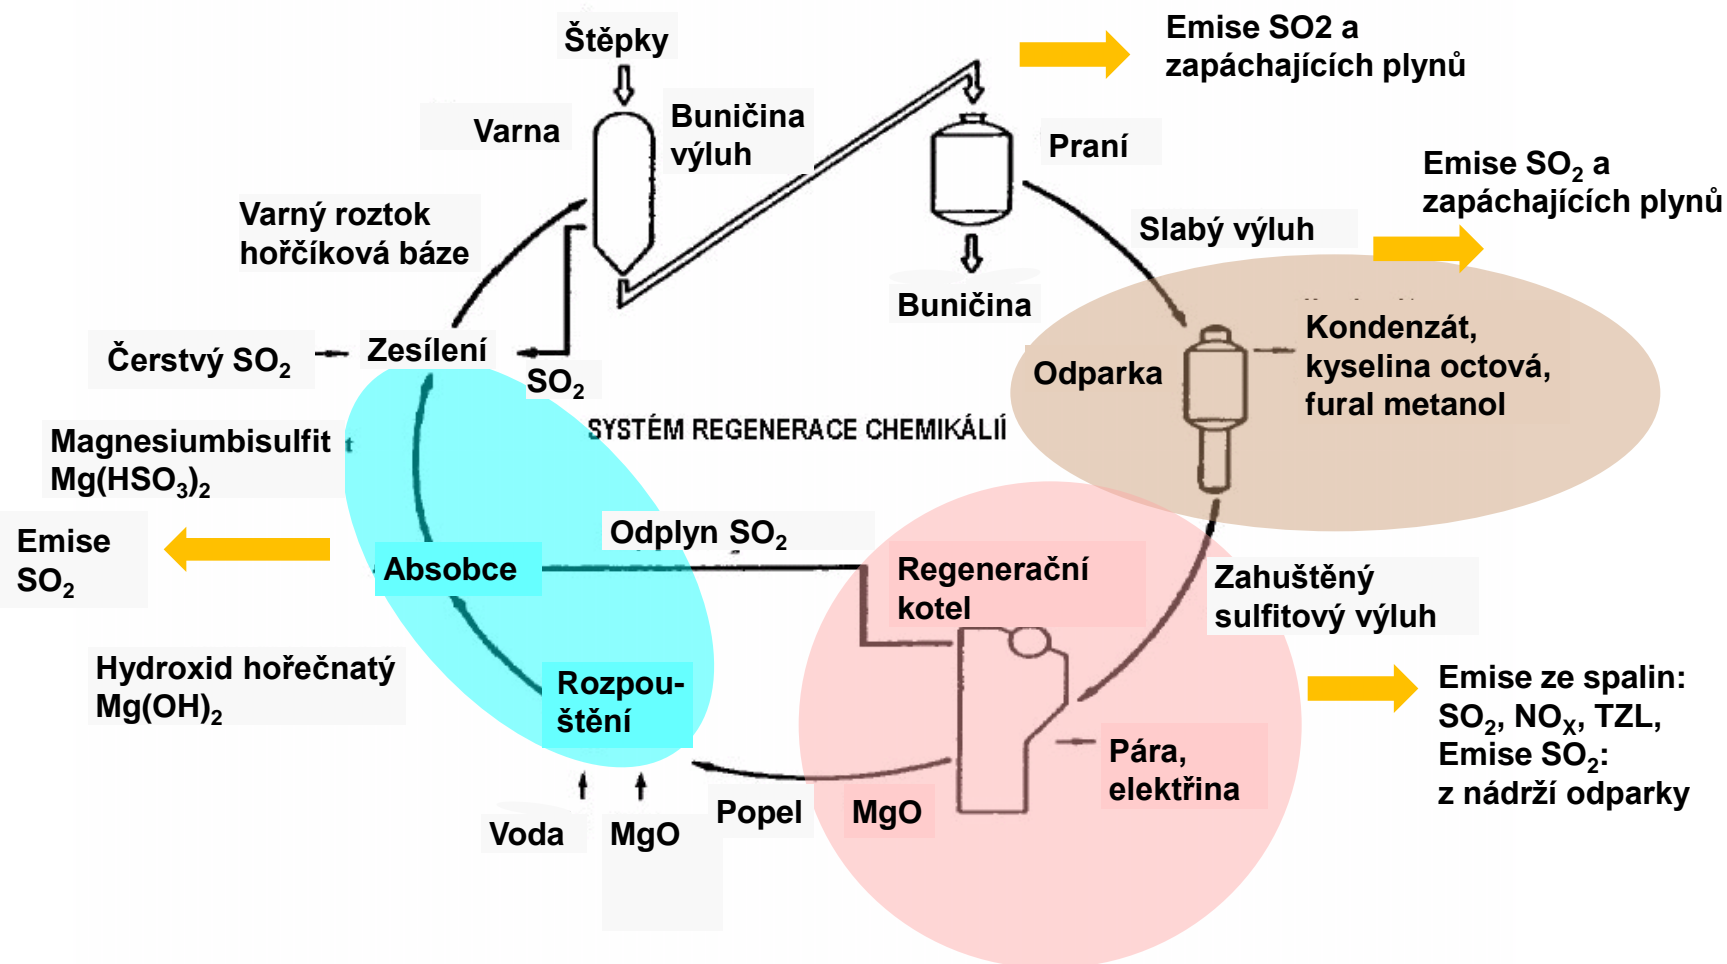 Štěpky
Emise SO2 a
zapáchajících plynů
Varna
Buničina
výluh
Praní
Emise SO₂ a
zapáchajících plynů
Varný roztok
hořčíková báze
Slabý výluh
Buničina
Čerstvý SO₂
Zesílení
SO₂
Odparka
Kondenzát,
kyselina octová,
fural metanol
SYSTÉM REGENERACE CHEMIKÁLIÍ
Magnesiumbisulfit
Mg(HSO₃)₂
Emise
SO₂
Odplyn SO₂
Absobce
Regenerační
kotel
Zahuštěný
sulfitový výluh
Hydroxid hořečnatý
Mg(OH)₂
Rozpou-
štění
Emise ze spalin:
SO₂, NOₓ, TZL,
Emise SO₂:
z nádrží odparky
Pára,
elektřina
Popel
MgO
Voda
MgO